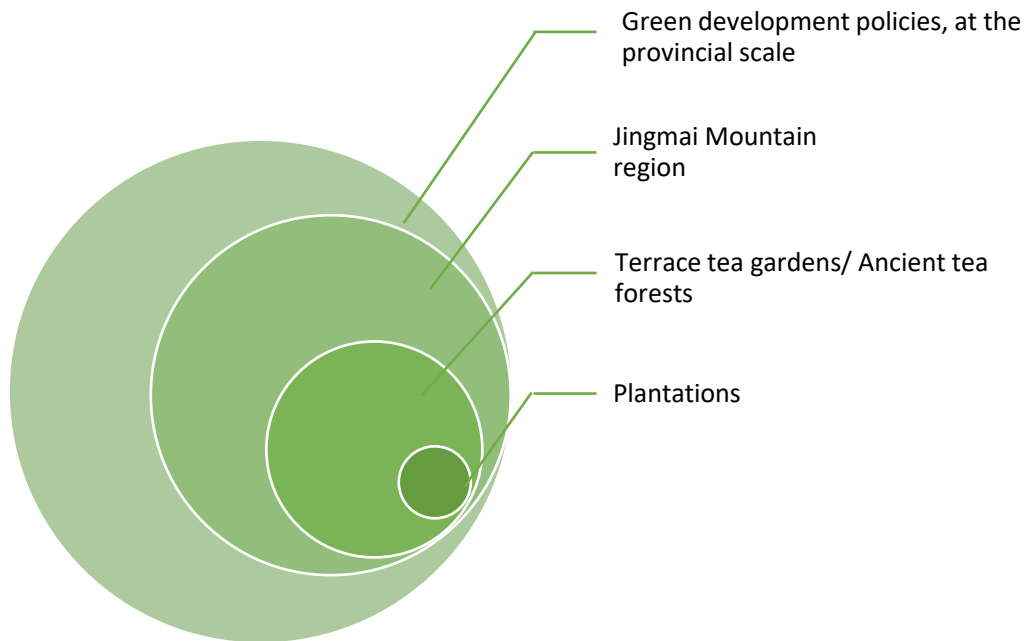 Green development policies, at the
provincial scale
Jingmai Mountain
region
Terrace tea gardens/ Ancient tea
forests
Plantations